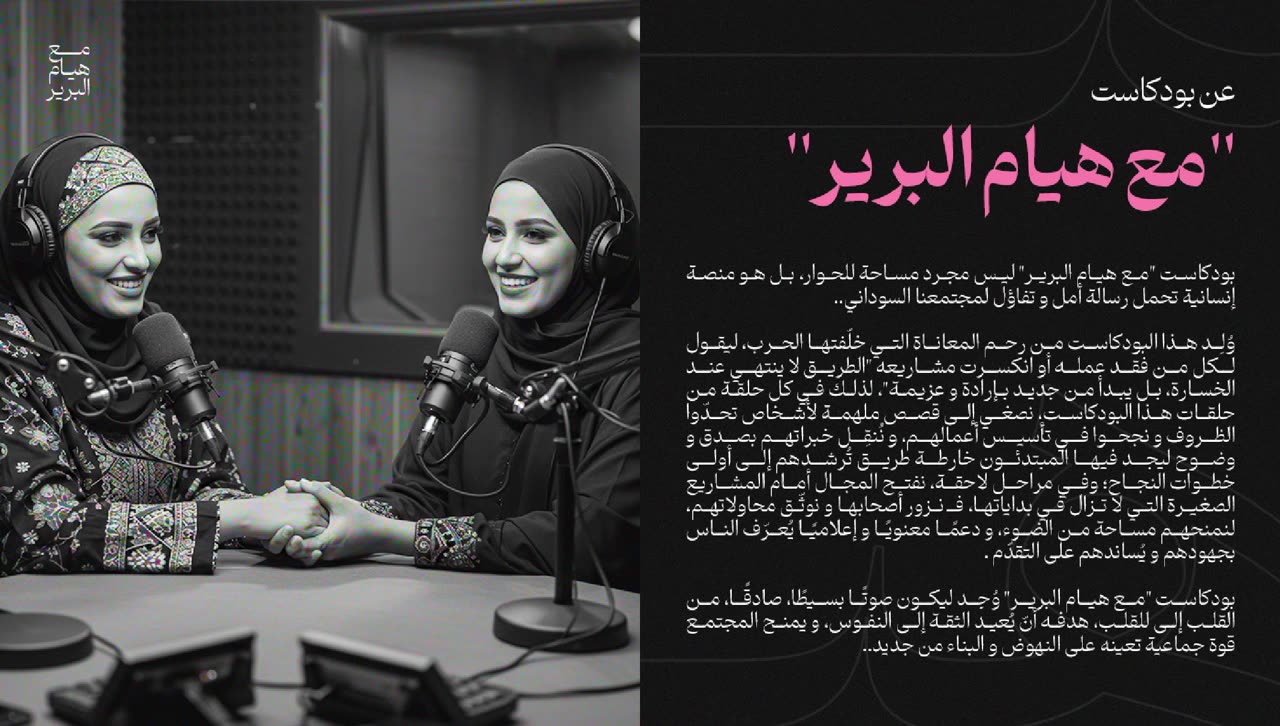 مع
هيام
البرير
عن بودكاست
"مع هيام البرير"
بودكاست "مع هيام البرير" ليس مجرد مساحة للحوار، بل هو منصة
إنسانية تحمل رسالة أمل و تفاؤل لمجتمعنا السوداني..
وُلِد هذا البودكاست من رحم المعاناة التي خلّفتها الحرب، ليقول
لكل من فقد عمله أو انكسرت مشاريعه "الطريق لا ينتهي عند
الخسارة، بل يبدأ من جديد بإرادة و عزيمة"، لذلك في كل حلقة من
حلقات هذا البودكاست، نصغي إلى قصص ملهمة لأشخاص تحدّوا
الظروف و نجحوا في تأسيس أعمالهم، و نُنقل خبراتهم بصدق و
وضوح ليجد فيها المبتدئون خارطة طريق تُرشدهم إلى أولى
خطوات النجاح؛ وفي مراحل لاحقة، نفتح المجال أمام المشاريع
الصغيرة التي لا تزال في بداياتها، فنزور أصحابها و نوثّق محاولاتهم،
لنمنحهم مساحة من الضوء، و دعمًا معنويًا و إعلاميًا يُعرّف الناس
بجهودهم و يُساندهم على التقدّم .
بودكاست "مع هيام البرير" وُجد ليكون صوتًا بسيطًا، صادقًا، من
القلب إلى للقلب، هدفه أن يُعيد الثقة إلى النفوس، و يمنح المجتمع
قوة جماعية تعينه على النهوض و البناء من جديد..